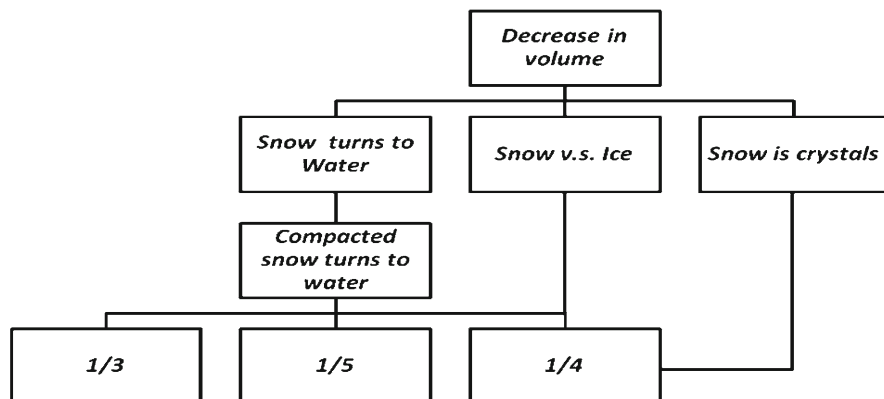 Decrease in
volume
Snow turns to
Water
Snow v.s. Ice
Snow is crystals
Compacted
snow turns to
water
1/3
1/5
1/4